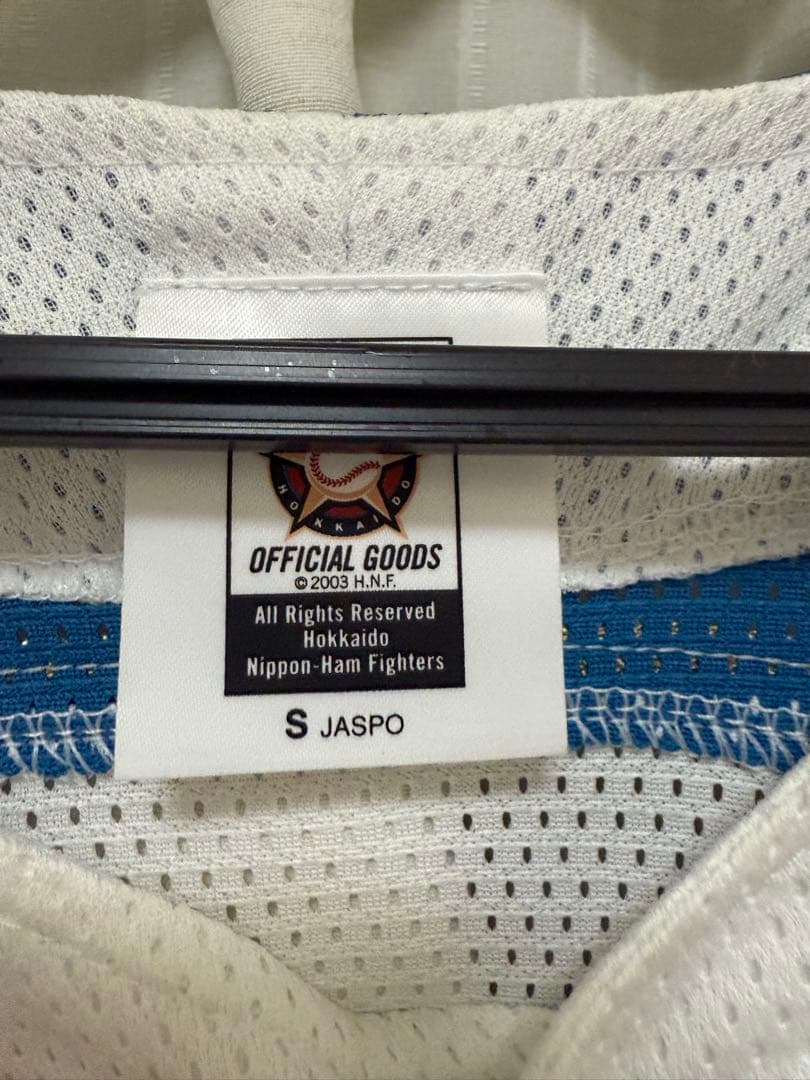 HOKKAIDO
OFFICIAL GOODS
© 2003 H.N.F.
All Rights Reserved
Hokkaido
Nippon-Ham Fighters
S JASPO